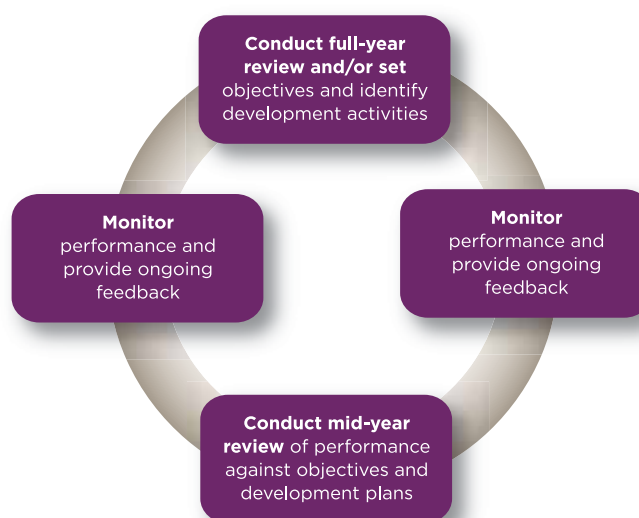 Conduct full-year
review and/or set
objectives and identify
development activities
Monitor
performance and
provide ongoing
feedback
Monitor
performance and
provide ongoing
feedback
Conduct mid-year
review of performance
against objectives and
development plans